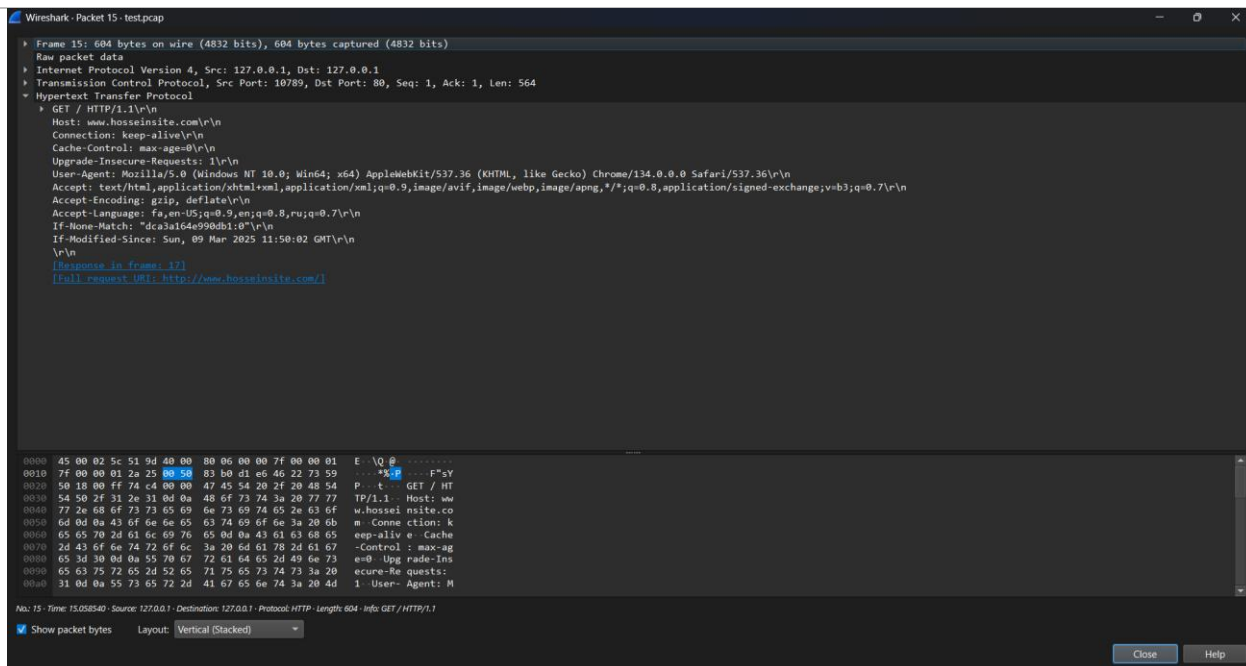 Wireshark · Packet 15 · test.pcap
Frame 15: 604 bytes on wire (4832 bits), 604 bytes captured (4832 bits)
Raw packet data
Internet Protocol Version 4, Src: 127.0.0.1, Dst: 127.0.0.1
Transmission Control Protocol, Src Port: 10789, Dst Port: 80, Seq: 1, Ack: 1, Len: 564
Hypertext Transfer Protocol
GET / HTTP/1.1\r\n
Host: www.hosseinsite.com\r\n
Connection: keep-alive\r\n
Cache-Control: max-age=0\r\n
Upgrade-Insecure-Requests: 1\r\n
User-Agent: Mozilla/5.0 (Windows NT 10.0; Win64; x64) AppleWebKit/537.36 (KHTML, like Gecko) Chrome/134.0.0.0 Safari/537.36\r\n
Accept: text/html,application/xhtml+xml,application/xml;q=0.9,image/avif,image/webp,image/apng,*/*;q=0.8,application/signed-exchange;v=b3;q=0.7\r\n
Accept-Encoding: gzip, deflate\r\n
Accept-Language: fa,en-US;q=0.9,en;q=0.8,ru;q=0.7\r\n
If-None-Match: "dca3a164e990db1:0"\r\n
If-Modified-Since: Sun, 09 Mar 2025 11:50:02 GMT\r\n
\r\n
[Response in frame: 17]
[Full request URI: http://www.hosseinsite.com/]
0000 45 00 02 5c 51 9d 40 00 80 06 00 00 7f 00 00 01 E··\Q·@· ········
0010 7f 00 00 01 2a 25 00 50 83 b0 d1 e6 46 22 73 59 ····*%·P ····F"sY
0020 50 18 00 ff 74 c4 00 00 47 45 54 20 2f 20 48 54 P···t··· GET / HT
0030 54 50 2f 31 2e 31 0d 0a 48 6f 73 74 3a 20 77 77 TP/1.1·· Host: ww
0040 77 2e 68 6f 73 73 65 69 6e 73 69 74 65 2e 63 6f w.hossei nsite.co
0050 6d 0d 0a 43 6f 6e 6e 65 63 74 69 6f 6e 3a 20 6b m··Conne ction: k
0060 65 65 70 2d 61 6c 69 76 65 0d 0a 43 61 63 68 65 eep-aliv e··Cache
0070 2d 43 6f 6e 74 72 6f 6c 3a 20 6d 61 78 2d 61 67 -Control : max-ag
0080 65 3d 30 0d 0a 55 70 67 72 61 64 65 2d 49 6e 73 e=0··Upg rade-Ins
0090 65 63 75 72 65 2d 52 65 71 75 65 73 74 73 3a 20 ecure-Re quests:
00a0 31 0d 0a 55 73 65 72 2d 41 67 65 6e 74 3a 20 4d 1··User- Agent: M
No.: 15 · Time: 15.058540 · Source: 127.0.0.1 · Destination: 127.0.0.1 · Protocol: HTTP · Length: 604 · Info: GET / HTTP/1.1
Show packet bytes Layout: Vertical (Stacked)
Close Help